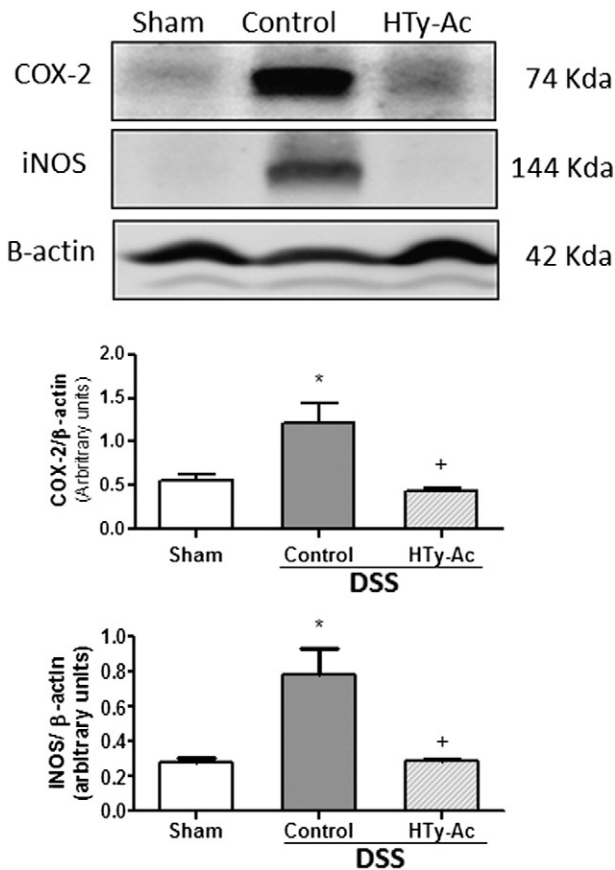 Sham Control HTy-Ac
COX-2 74 Kda
iNOS 144 Kda
B-actin 42 Kda
COX-2/β-actin
(Arbritrary units)
2.0
1.5
1.0
0.5
0.0
*
+
Sham Control HTy-Ac
DSS
INOS/ β-actin
(arbitrary units)
1.0
0.8
0.6
0.4
0.2
0.0
*
+
Sham Control HTy-Ac
DSS